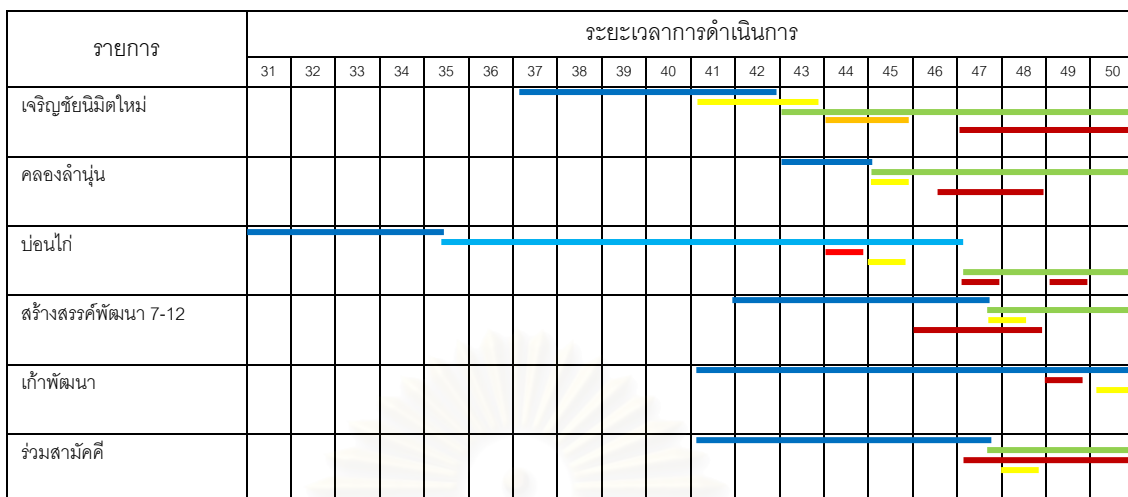 รายการ
ระยะเวลาการดำเนินการ
31 32 33 34 35 36 37 38 39 40 41 42 43 44 45 46 47 48 49 50
เจริญชัยนิมิตใหม่
คลองลำนุ่น
บ่อนไก่
สร้างสรรค์พัฒนา 7-12
เก้าพัฒนา
ร่วมสามัคคี